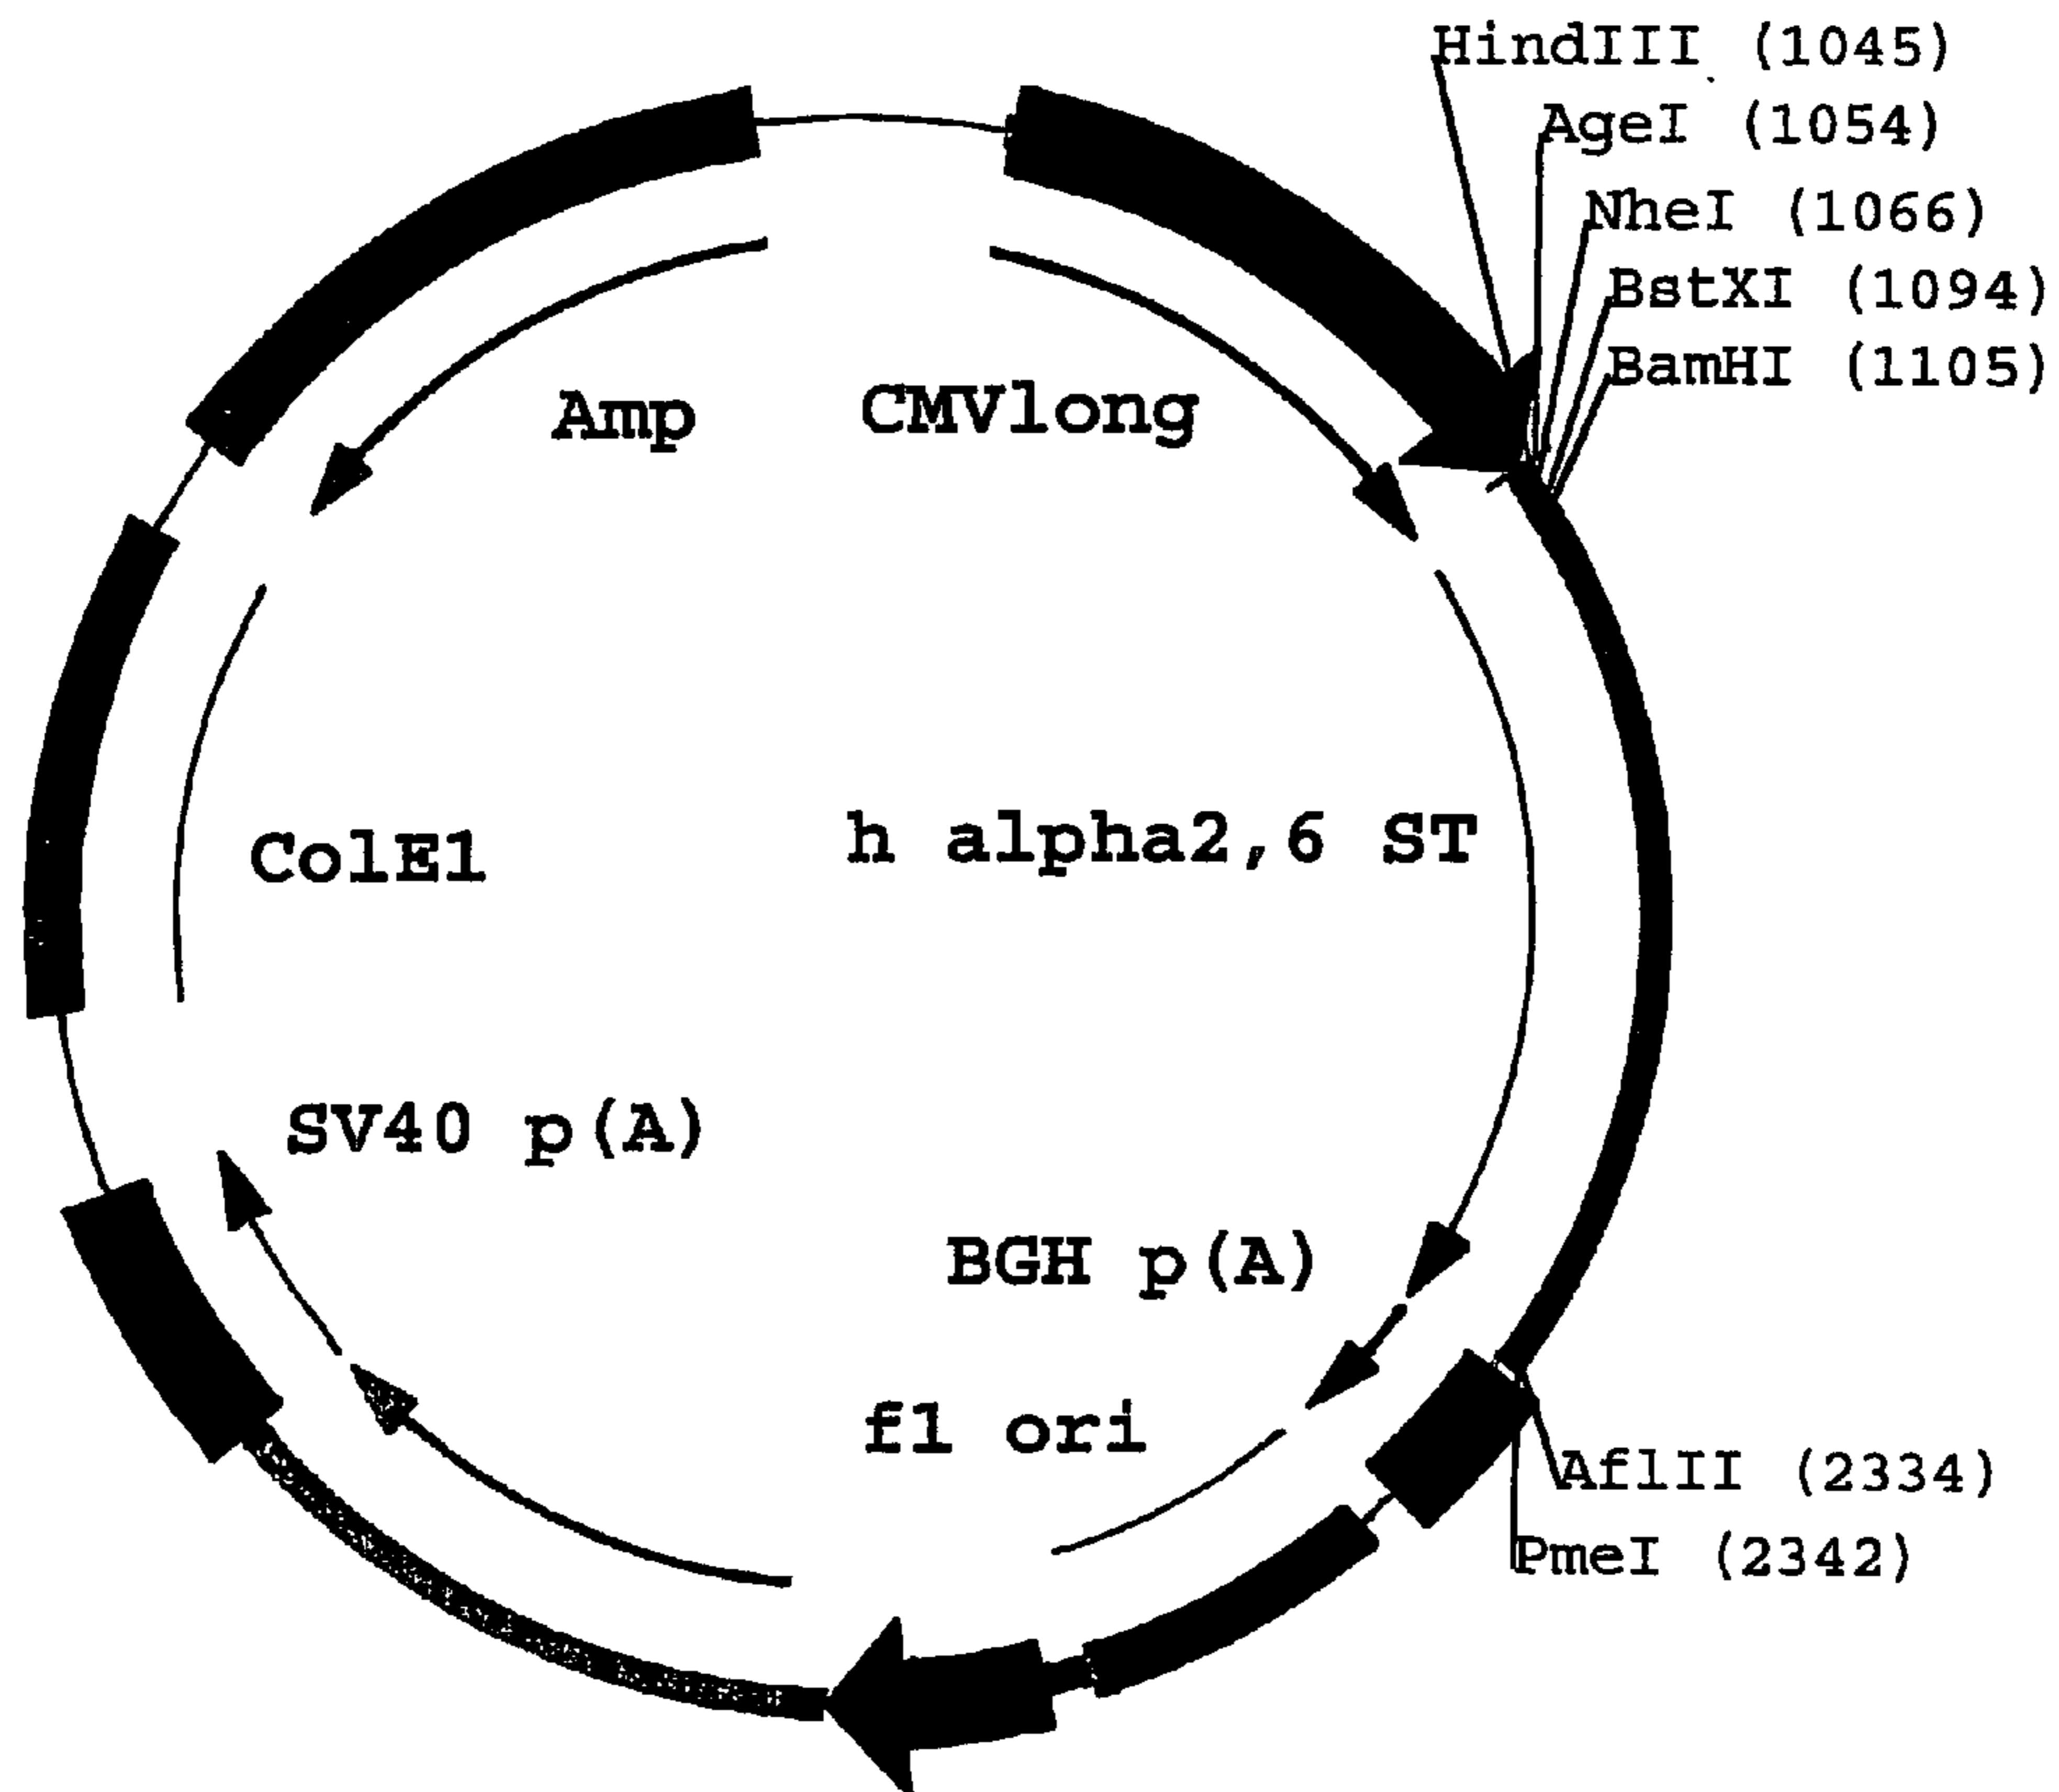 HindIII (1045)
AgeI (1054)
NheI (1066)
BstXI (1094)
BamHI (1105)
Amp
CMVlong
ColE1
h alpha2,6 ST
SV40 p(A)
BGH p(A)
f1 ori
AflII (2334)
PmeI (2342)